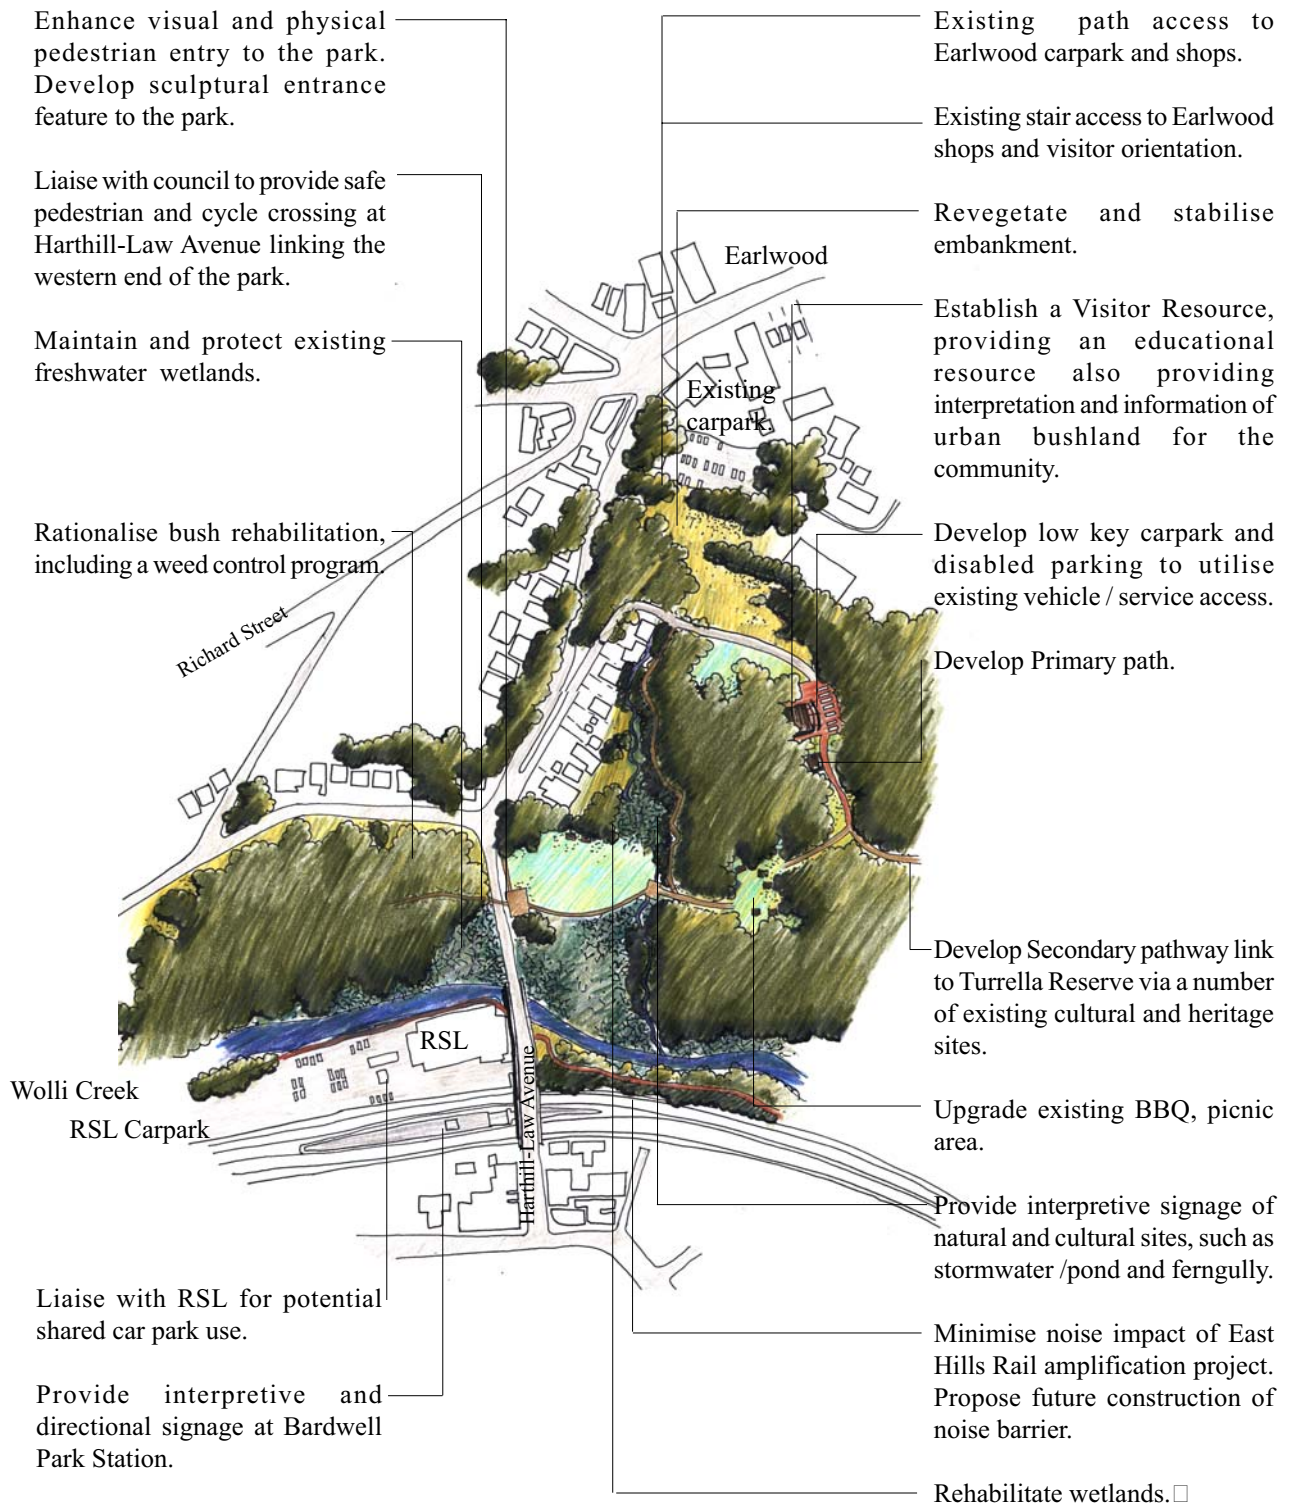 Enhance visual and physical
pedestrian entry to the park.
Develop sculptural entrance
feature to the park.
Liaise with council to provide safe
pedestrian and cycle crossing at
Harthill-Law Avenue linking the
western end of the park.
Maintain and protect existing
freshwater wetlands.
Rationalise bush rehabilitation,
including a weed control program.
Richard Street
Earlwood
Existing
carpark.
RSL
Wolli Creek
RSL Carpark
Harthill-Law Avenue
Liaise with RSL for potential
shared car park use.
Provide interpretive and
directional signage at Bardwell
Park Station.
Existing path access to
Earlwood carpark and shops.
Existing stair access to Earlwood
shops and visitor orientation.
Revegetate and stabilise
embankment.
Establish a Visitor Resource,
providing an educational
resource also providing
interpretation and information of
urban bushland for the
community.
Develop low key carpark and
disabled parking to utilise
existing vehicle / service access.
Develop Primary path.
Develop Secondary pathway link
to Turrella Reserve via a number
of existing cultural and heritage
sites.
Upgrade existing BBQ, picnic
area.
Provide interpretive signage of
natural and cultural sites, such as
stormwater /pond and ferngully.
Minimise noise impact of East
Hills Rail amplification project.
Propose future construction of
noise barrier.
Rehabilitate wetlands.□